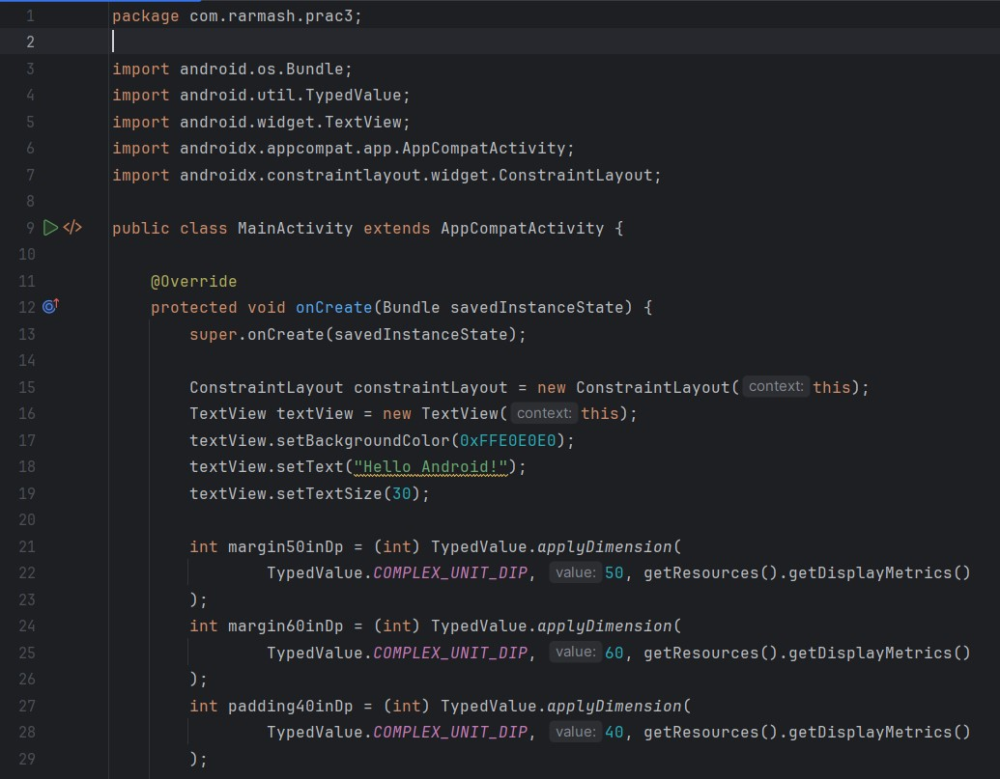 1 package com.rarmash.prac3;
2
3 import android.os.Bundle;
4 import android.util.TypedValue;
5 import android.widget.TextView;
6 import androidx.appcompat.app.AppCompatActivity;
7 import androidx.constraintlayout.widget.ConstraintLayout;
8
9 public class MainActivity extends AppCompatActivity {
10
11     @Override
12     protected void onCreate(Bundle savedInstanceState) {
13         super.onCreate(savedInstanceState);
14
15         ConstraintLayout constraintLayout = new ConstraintLayout( context: this);
16         TextView textView = new TextView( context: this);
17         textView.setBackgroundColor(0xFFE0E0E0);
18         textView.setText("Hello Android!");
19         textView.setTextSize(30);
20
21         int margin50inDp = (int) TypedValue.applyDimension(
22                 TypedValue.COMPLEX_UNIT_DIP, value: 50, getResources().getDisplayMetrics()
23         );
24         int margin60inDp = (int) TypedValue.applyDimension(
25                 TypedValue.COMPLEX_UNIT_DIP, value: 60, getResources().getDisplayMetrics()
26         );
27         int padding40inDp = (int) TypedValue.applyDimension(
28                 TypedValue.COMPLEX_UNIT_DIP, value: 40, getResources().getDisplayMetrics()
29         );